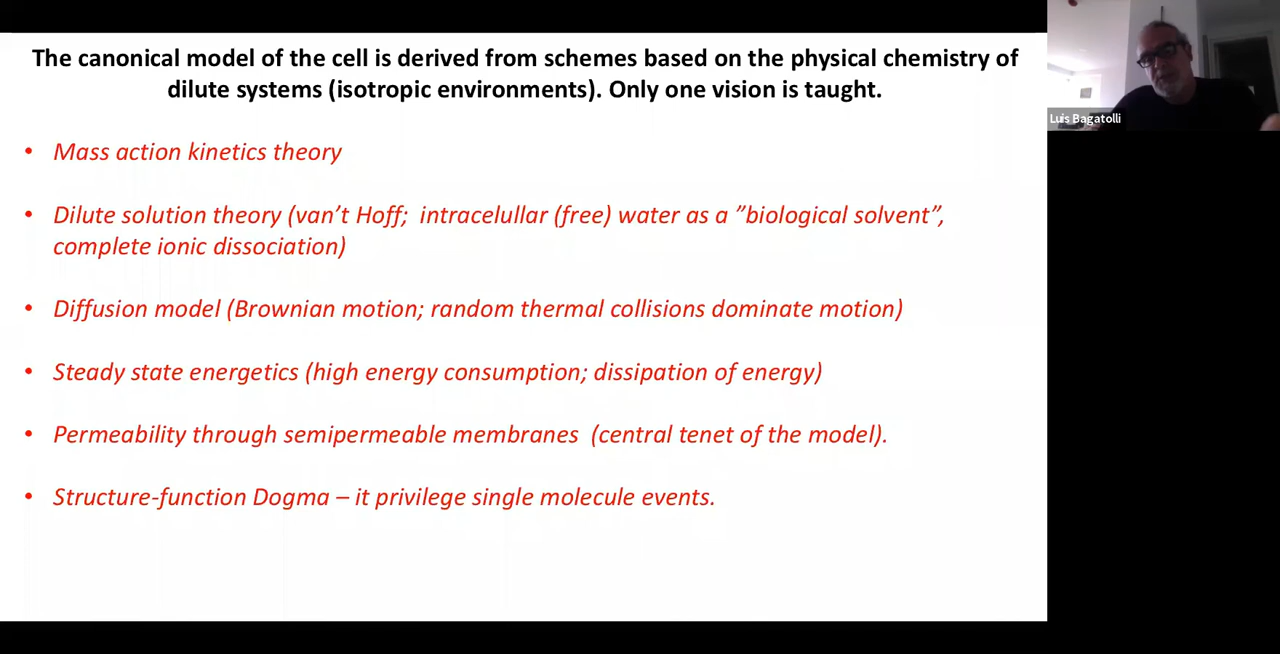 The canonical model of the cell is derived from schemes based on the physical chemistry of
dilute systems (isotropic environments). Only one vision is taught.
• Mass action kinetics theory
• Dilute solution theory (van’t Hoff; intracelullar (free) water as a ”biological solvent”,
complete ionic dissociation)
• Diffusion model (Brownian motion; random thermal collisions dominate motion)
• Steady state energetics (high energy consumption; dissipation of energy)
• Permeability through semipermeable membranes (central tenet of the model).
• Structure-function Dogma – it privilege single molecule events.
Luis Bagatolli